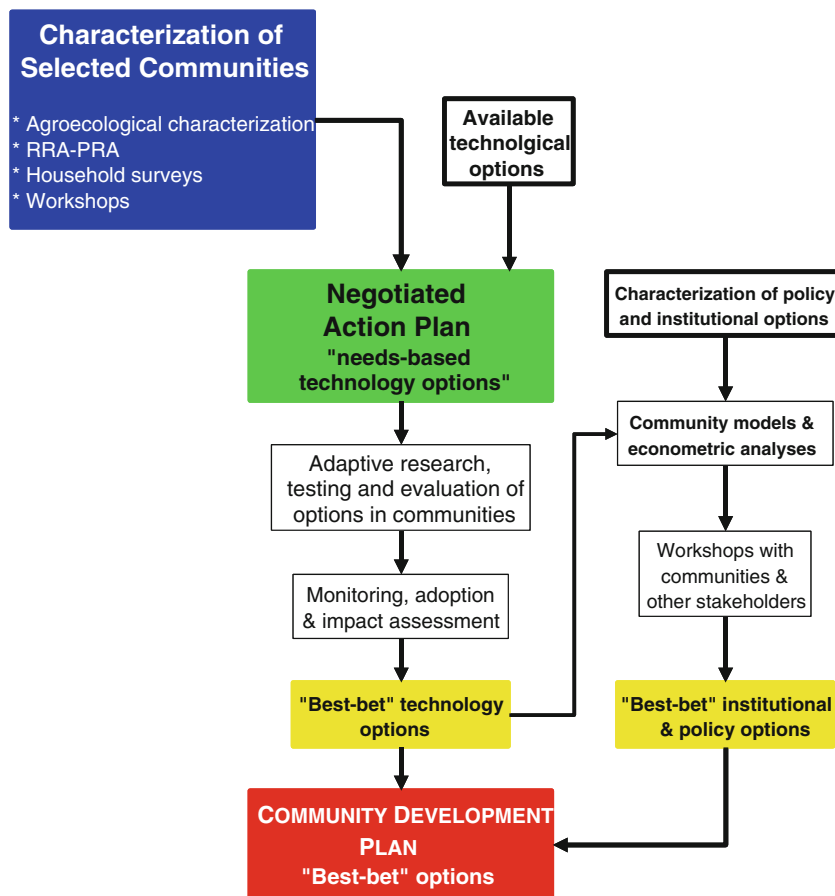 Characterization of
Selected Communities
* Agroecological characterization
* RRA-PRA
* Household surveys
* Workshops
Available
technolgical
options
Negotiated
Action Plan
"needs-based
technology options"
Characterization of policy
and institutional options
Adaptive research,
testing and evaluation of
options in communities
Community models &
econometric analyses
Monitoring, adoption
& impact assessment
Workshops with
communities &
other stakeholders
"Best-bet" technology
options
"Best-bet" institutional
& policy options
COMMUNITY DEVELOPMENT
PLAN
"Best-bet" options